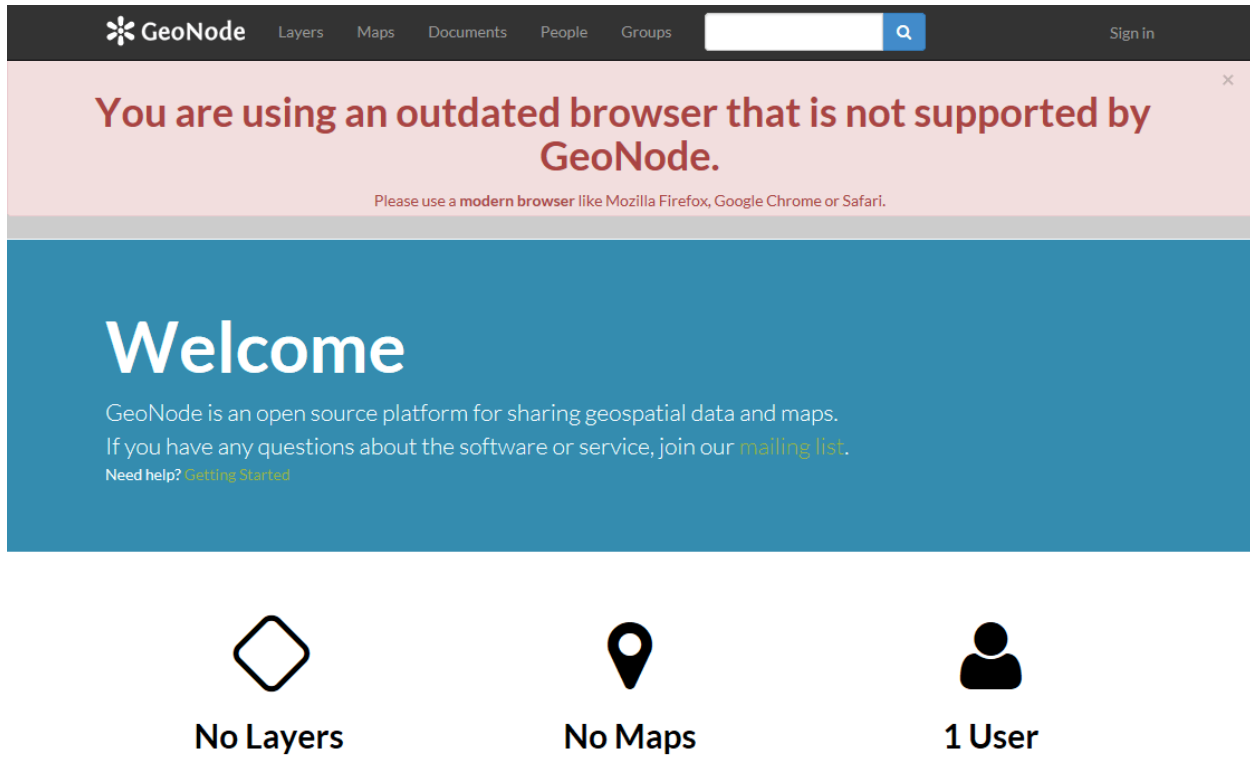 GeoNode Layers Maps Documents People Groups Sign in
×
You are using an outdated browser that is not supported by
GeoNode.
Please use a modern browser like Mozilla Firefox, Google Chrome or Safari.
Welcome
GeoNode is an open source platform for sharing geospatial data and maps.
If you have any questions about the software or service, join our mailing list.
Need help? Getting Started
No Layers No Maps 1 User